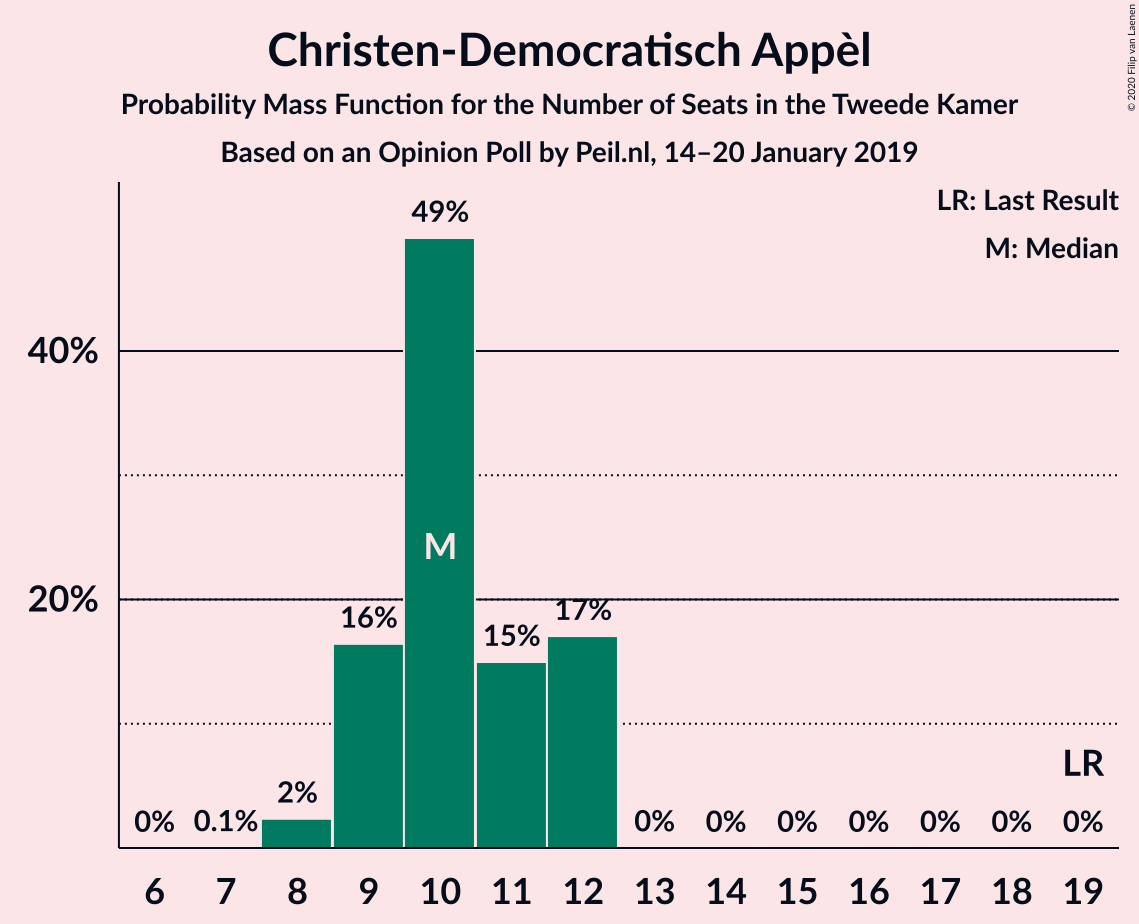 Christen-Democratisch Appèl
Probability Mass Function for the Number of Seats in the Tweede Kamer
Based on an Opinion Poll by Peil.nl, 14–20 January 2019
© 2020 Filip van Laenen
LR: Last Result
M: Median
49%
40%
M
20%
16%
15%
17%
LR
0%
0.1%
2%
0%
0%
0%
0%
0%
0%
0%
6 7 8 9 10 11 12 13 14 15 16 17 18 19